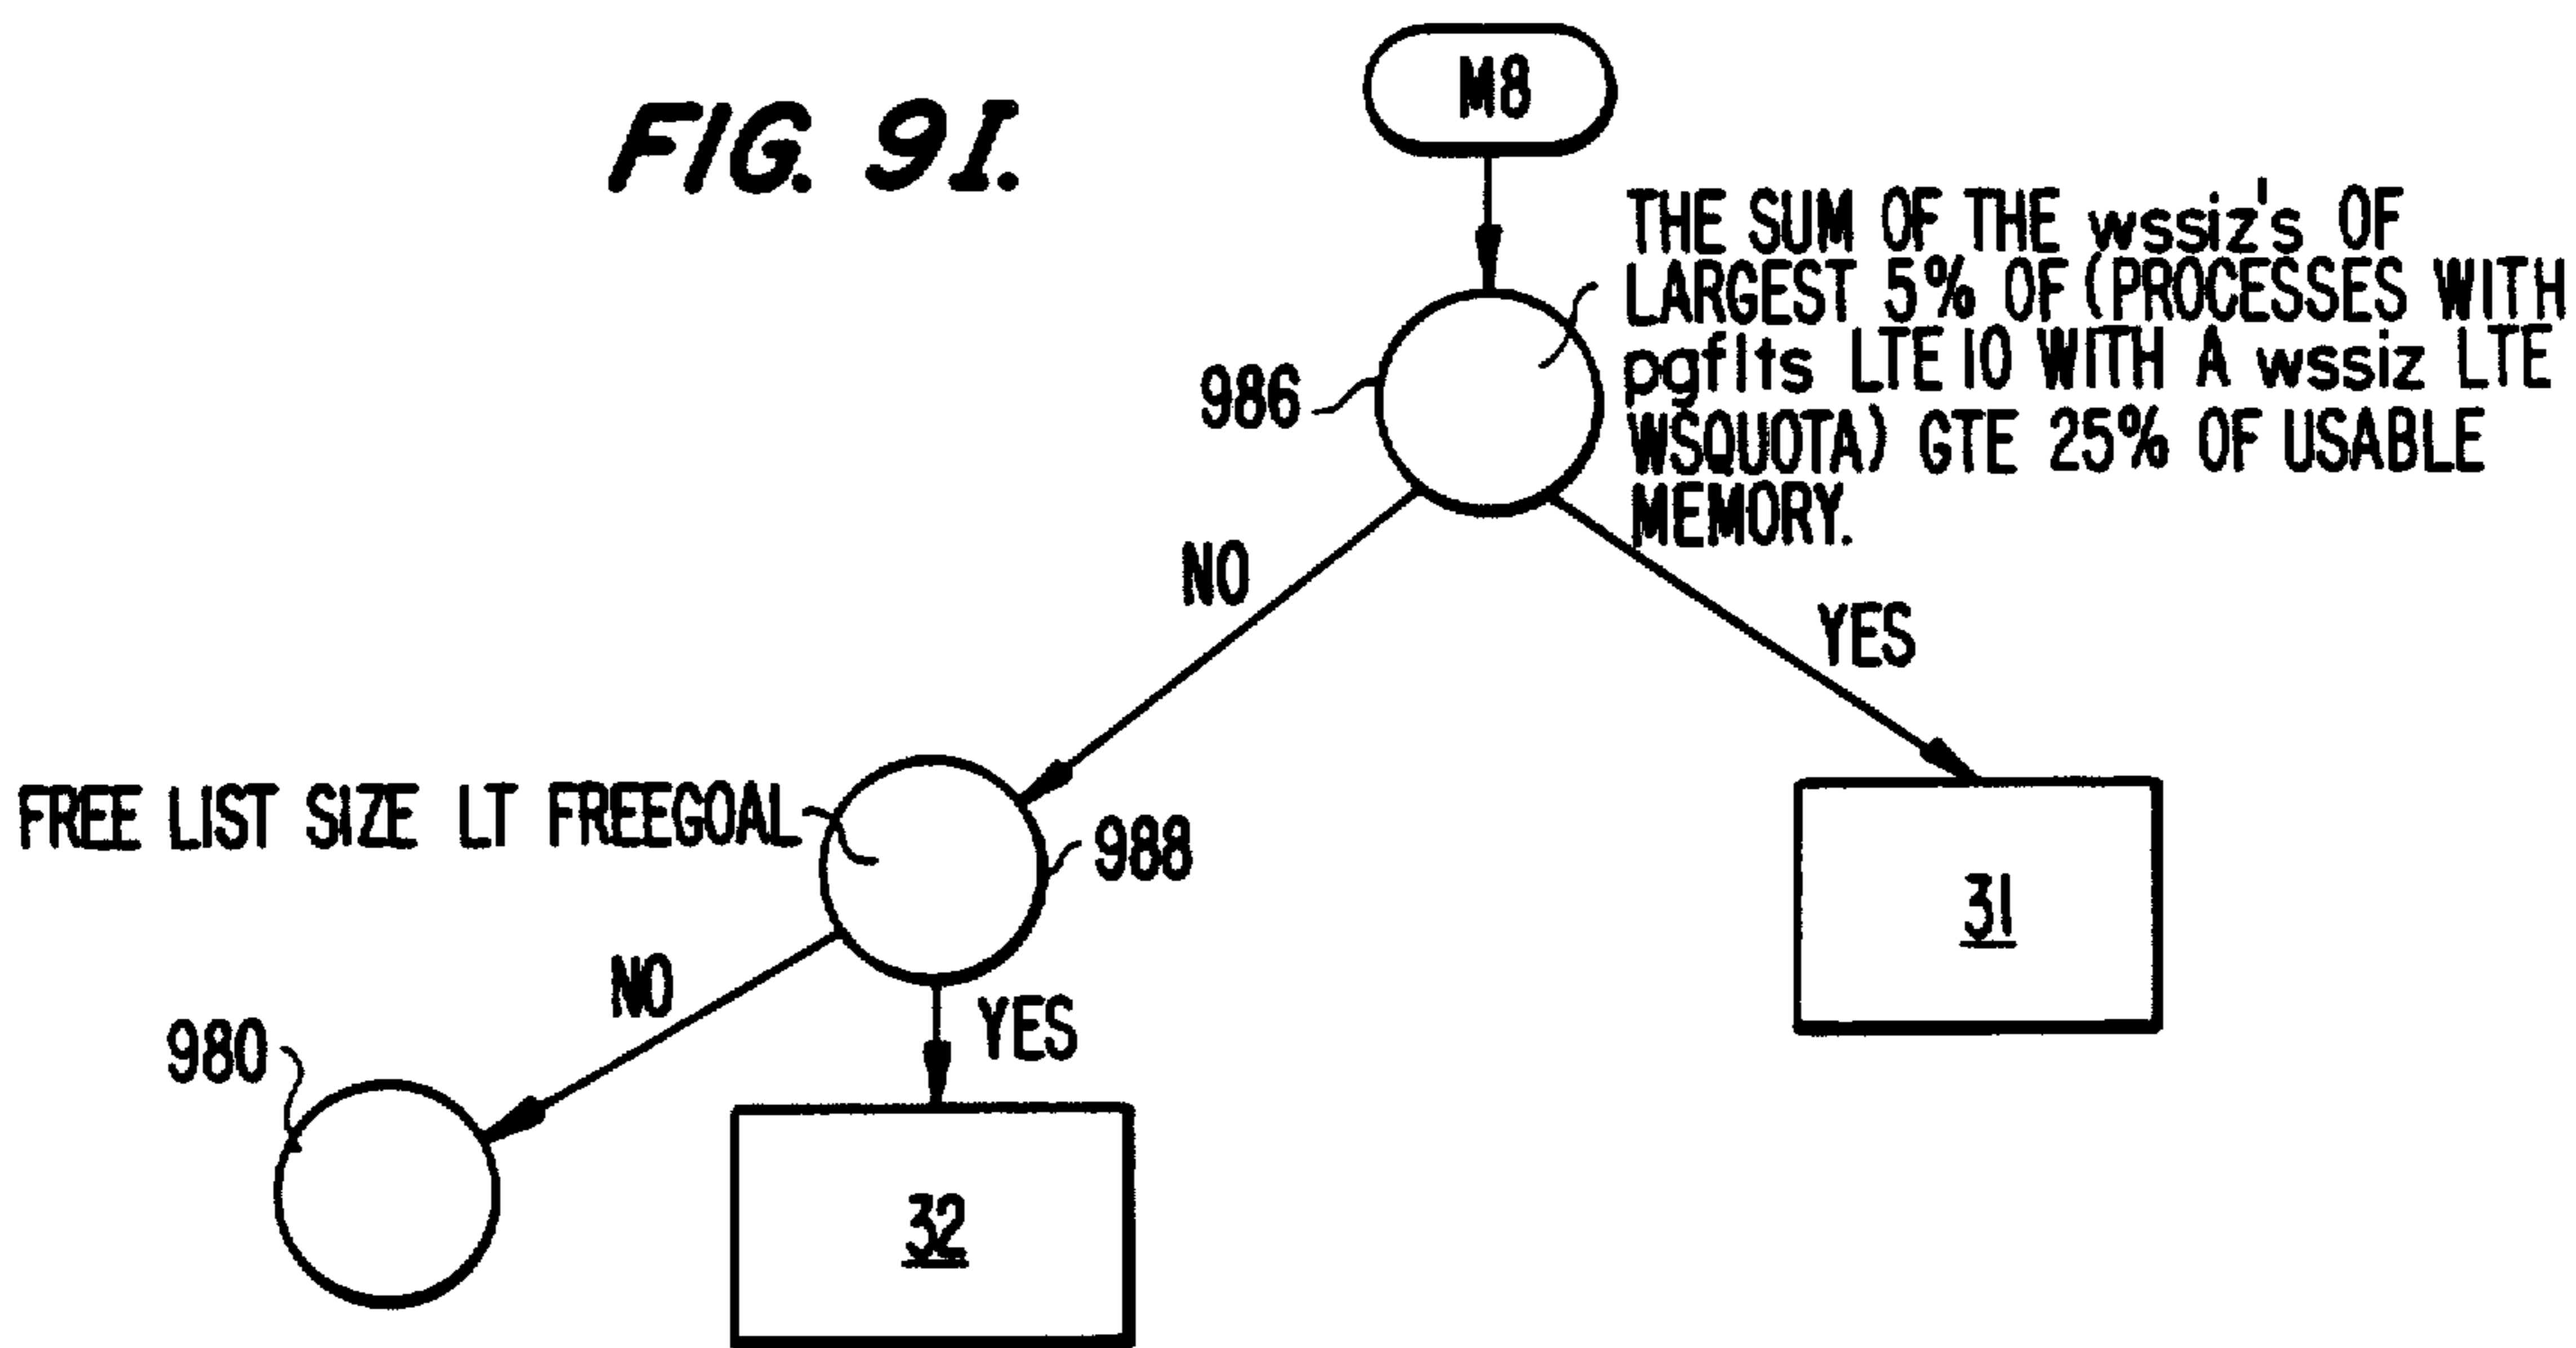 FIG. 9I.
M8
THE SUM OF THE wssiz's OF
LARGEST 5% OF (PROCESSES WITH
pgflts LTE 10 WITH A wssiz LTE
WSQUOTA) GTE 25% OF USABLE
MEMORY.
986
NO
YES
FREE LIST SIZE LT FREEGOAL
988
31
NO
YES
980
32